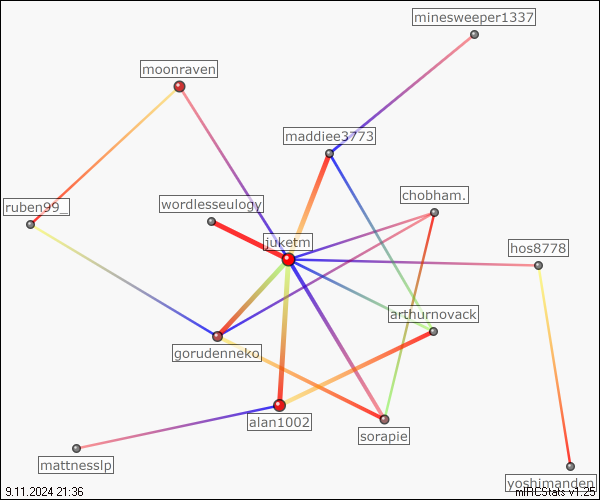 minesweeper1337
moonraven
maddiee3773
chobham.
wordlesseulogy
ruben99_
juketm
hos8778
arthurnovack
gorudenneko
alan1002
sorapie
mattnesslp
yoshimanden
9.11.2024 21:36
mIRCStats v1.25